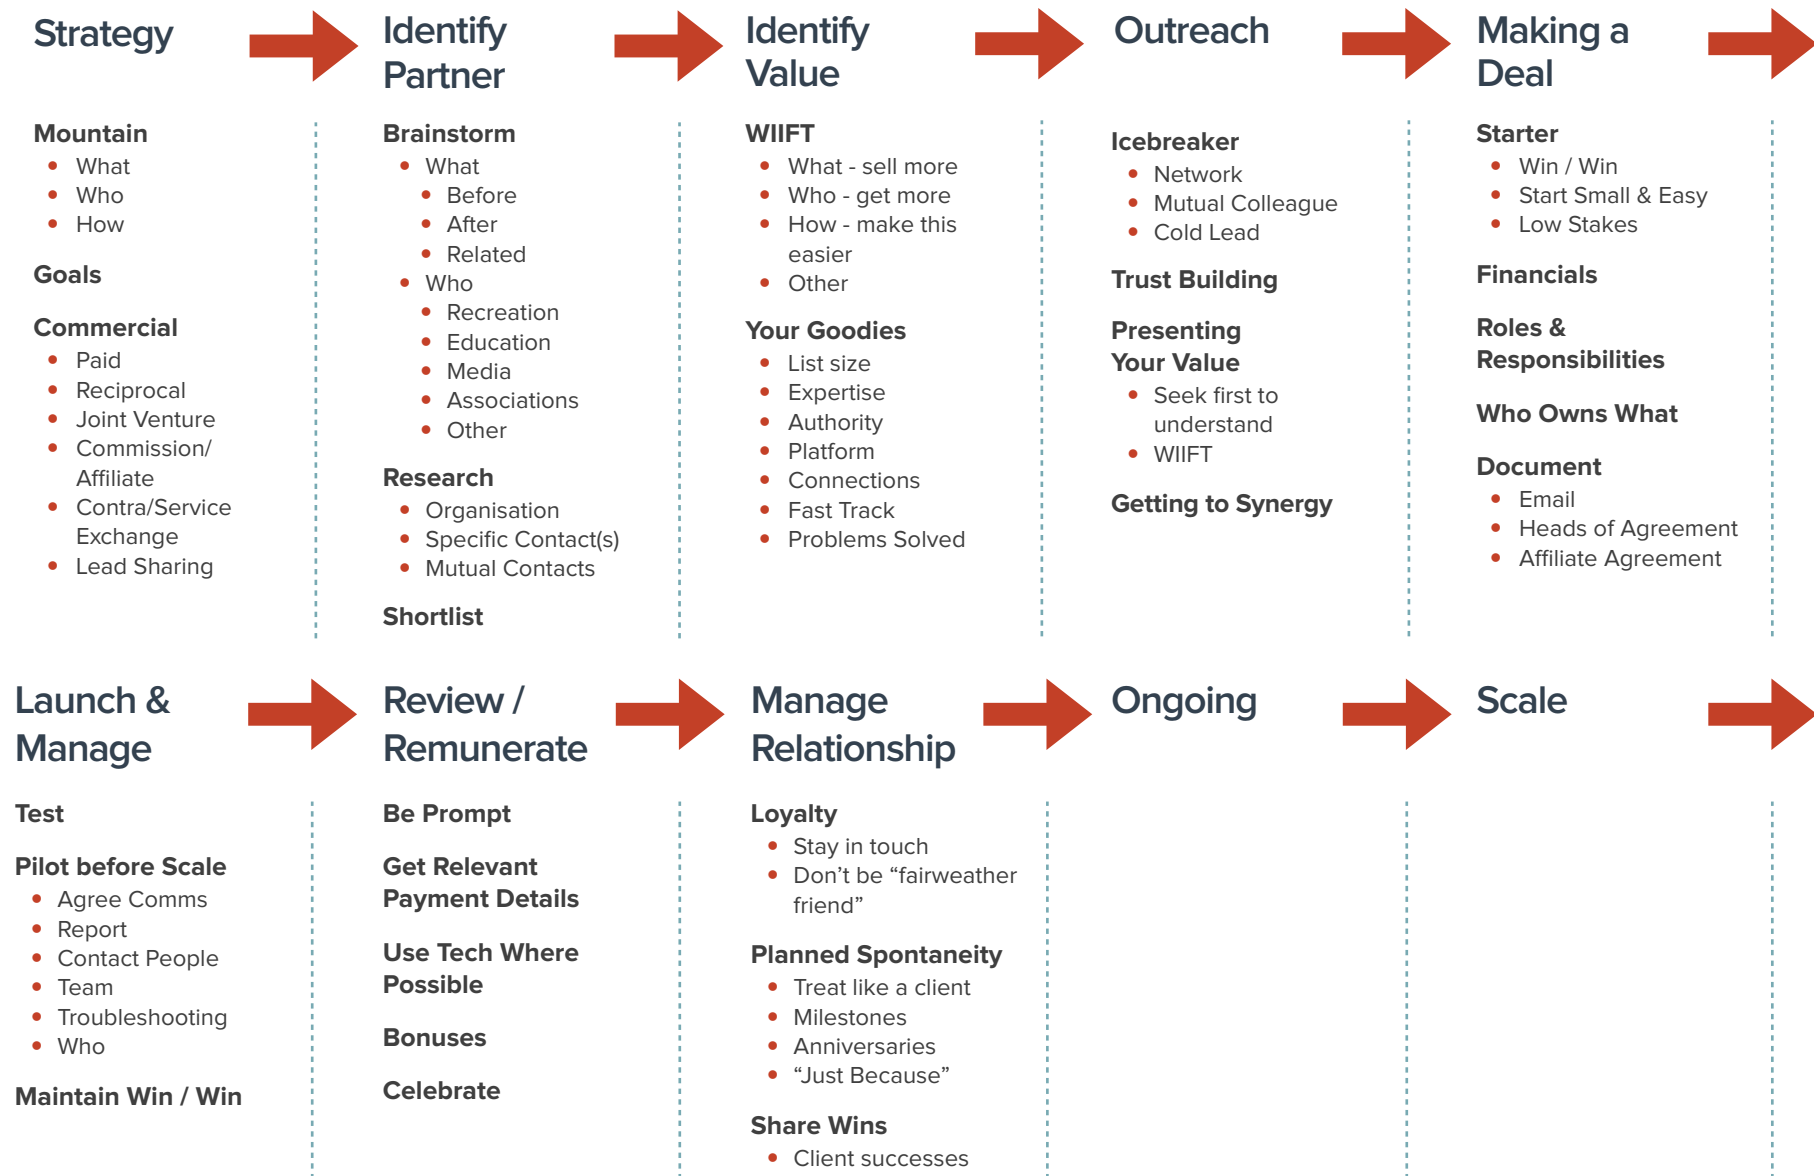 Strategy
Mountain
• What
• Who
• How
Goals
Commercial
• Paid
• Reciprocal
• Joint Venture
• Commission/
Affiliate
• Contra/Service
Exchange
• Lead Sharing
Identify
Partner
Brainstorm
• What
• Before
• After
• Related
• Who
• Recreation
• Education
• Media
• Associations
• Other
Research
• Organisation
• Specific Contact(s)
• Mutual Contacts
Shortlist
Identify
Value
WIIFT
• What - sell more
• Who - get more
• How - make this
easier
• Other
Your Goodies
• List size
• Expertise
• Authority
• Platform
• Connections
• Fast Track
• Problems Solved
Outreach
Icebreaker
• Network
• Mutual Colleague
• Cold Lead
Trust Building
Presenting
Your Value
• Seek first to
understand
• WIIFT
Getting to Synergy
Making a
Deal
Starter
• Win / Win
• Start Small & Easy
• Low Stakes
Financials
Roles &
Responsibilities
Who Owns What
Document
• Email
• Heads of Agreement
• Affiliate Agreement
Launch &
Manage
Test
Pilot before Scale
• Agree Comms
• Report
• Contact People
• Team
• Troubleshooting
• Who
Maintain Win / Win
Review /
Remunerate
Be Prompt
Get Relevant
Payment Details
Use Tech Where
Possible
Bonuses
Celebrate
Manage
Relationship
Loyalty
• Stay in touch
• Don’t be “fairweather
friend”
Planned Spontaneity
• Treat like a client
• Milestones
• Anniversaries
• “Just Because”
Share Wins
• Client successes
Ongoing
Scale